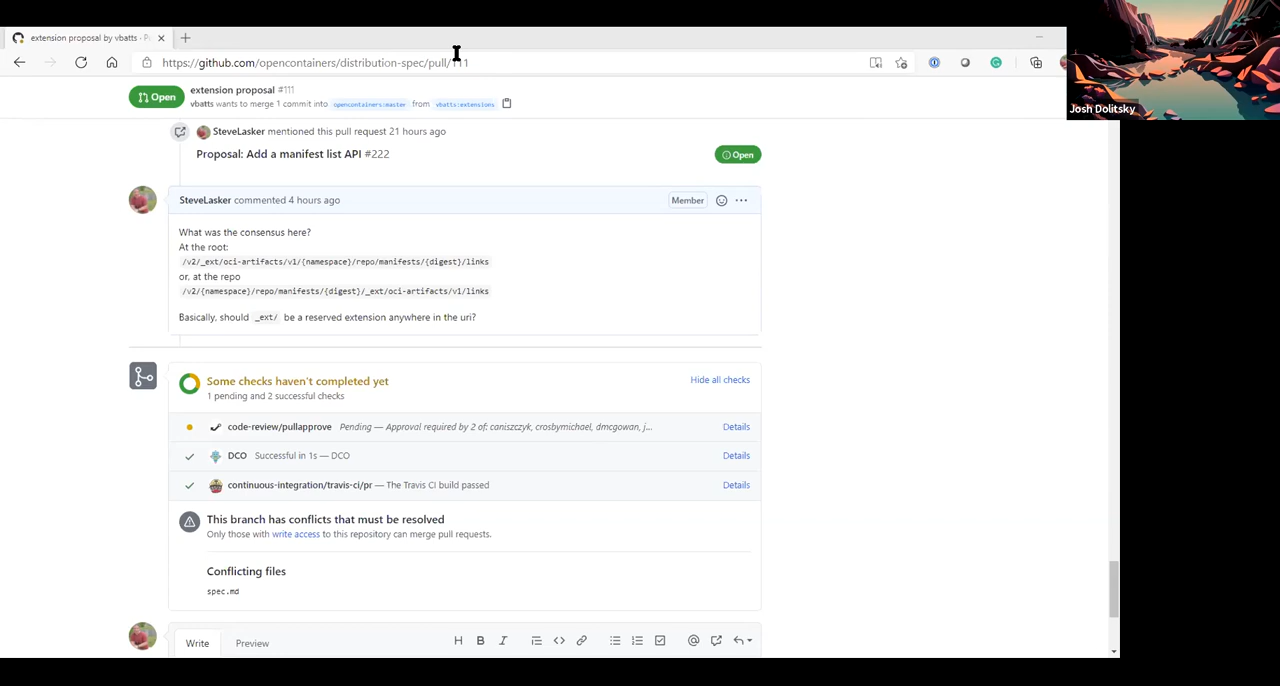 extension proposal by vbatts · P
https://github.com/opencontainers/distribution-spec/pull/111
Josh Dolitsky
Open
extension proposal #111
vbatts wants to merge 1 commit into opencontainers:master from vbatts:extensions
SteveLasker mentioned this pull request 21 hours ago
Proposal: Add a manifest list API #222
Open
SteveLasker commented 4 hours ago
Member
What was the consensus here?
At the root:
/v2/_ext/oci-artifacts/v1/{namespace}/repo/manifests/{digest}/links
or, at the repo
/v2/{namespace}/repo/manifests/{digest}/_ext/oci-artifacts/v1/links
Basically, should _ext/ be a reserved extension anywhere in the uri?
Some checks haven't completed yet
Hide all checks
1 pending and 2 successful checks
code-review/pullapprove Pending — Approval required by 2 of: caniszczyk, crosbymichael, dmcgowan, j...
Details
DCO Successful in 1s — DCO
Details
continuous-integration/travis-ci/pr — The Travis CI build passed
Details
This branch has conflicts that must be resolved
Only those with write access to this repository can merge pull requests.
Conflicting files
spec.md
Write
Preview